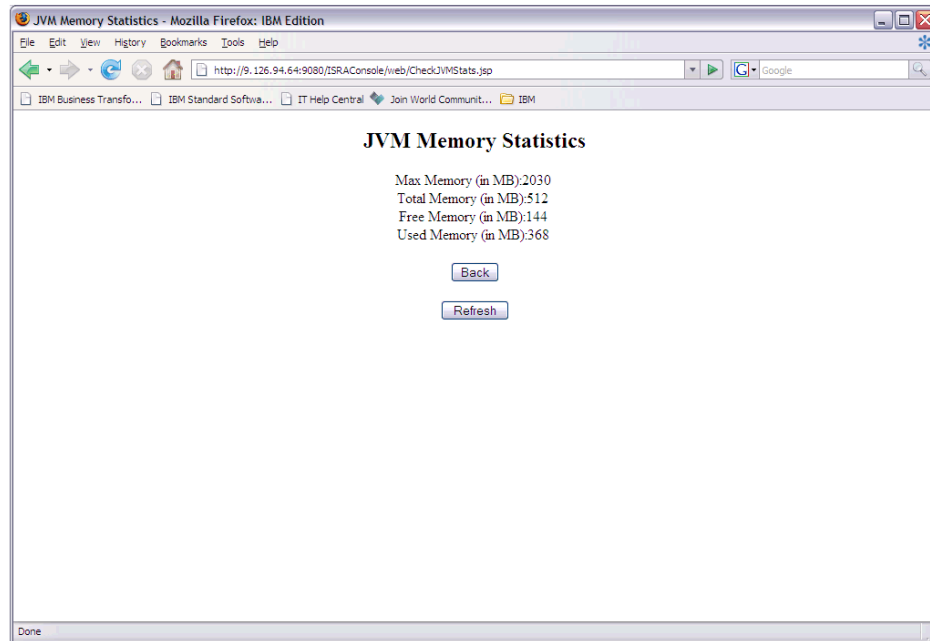 JVM Memory Statistics - Mozilla Firefox: IBM Edition
File Edit View History Bookmarks Tools Help
http://9.126.94.64:9080/ISRAConsole/web/CheckJVMStats.jsp
G Google
IBM Business Transfo... IBM Standard Softwa... IT Help Central Join World Communit... IBM
JVM Memory Statistics
Max Memory (in MB):2030
Total Memory (in MB):512
Free Memory (in MB):144
Used Memory (in MB):368
Back
Refresh
Done